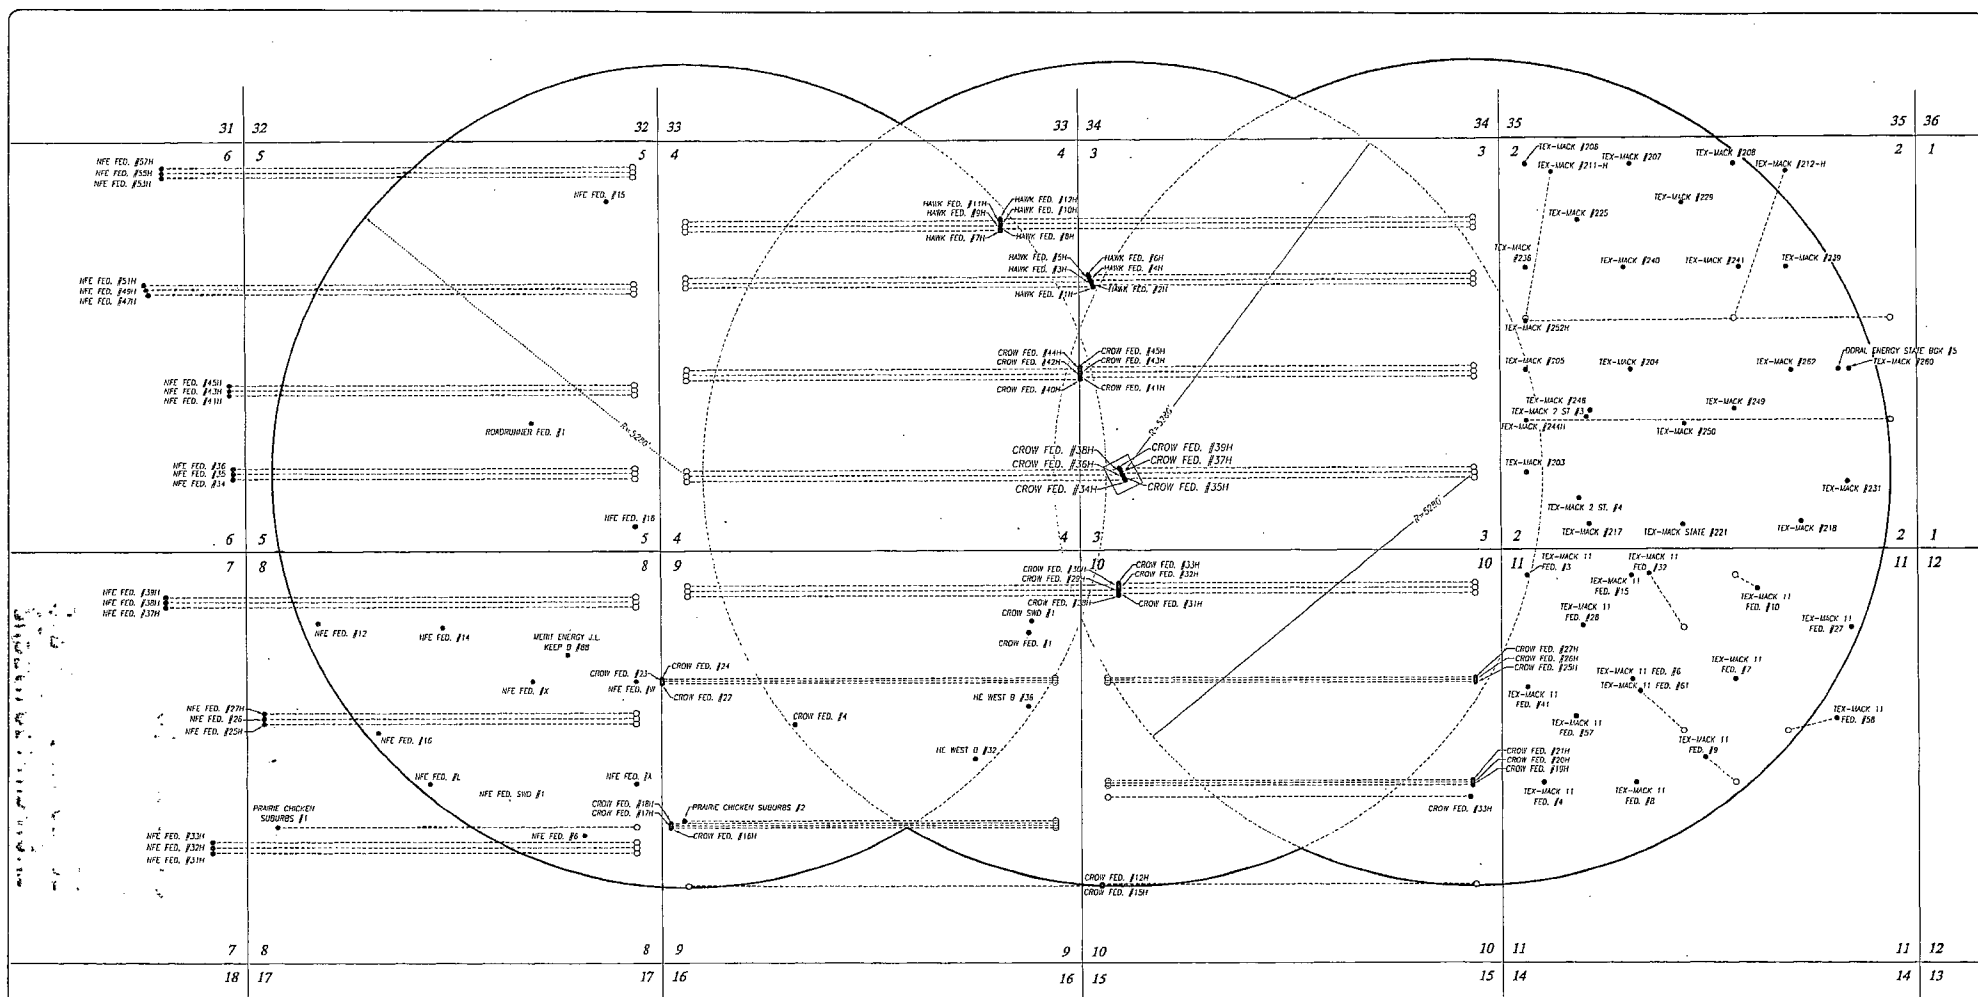 31 32
32 33
33 34
34 35
35 36
6 5
5 4
4 3
3 2
2 1
NFE FED. #57H
NFE FED. #55H
NFE FED. #53H
NFE FED. #15
HAWK FED. #11H
HAWK FED. #9H
HAWK FED. #7H
HAWK FED. #12H
HAWK FED. #10H
HAWK FED. #8H
TEX-MACK #206
TEX-MACK #211-H
TEX-MACK #207
TEX-MACK #208
TEX-MACK #212-H
TEX-MACK #229
TEX-MACK #225
NFE FED. #51H
NFE FED. #49H
NFE FED. #47H
HAWK FED. #5H
HAWK FED. #3H
HAWK FED. #1H
HAWK FED. #6H
HAWK FED. #4H
HAWK FED. #2H
TEX-MACK
#236
TEX-MACK #240
TEX-MACK #241
TEX-MACK #239
TEX-MACK #252H
NFE FED. #45H
NFE FED. #43H
NFE FED. #41H
CROW FED. #44H
CROW FED. #42H
CROW FED. #40H
CROW FED. #45H
CROW FED. #43H
CROW FED. #41H
TEX-MACK #205
TEX-MACK #204
TEX-MACK #262
DORAL ENERGY STATE BGK #5
TEX-MACK #260
ROADRUNNER FED. #1
R=5280'
R=5280'
TEX-MACK #246
TEX-MACK 2 ST #3
TEX-MACK #244H
TEX-MACK #249
TEX-MACK #250
NFE FED. #36
NFE FED. #35
NFE FED. #34
CROW FED. #38H
CROW FED. #36H
CROW FED. #34H
CROW FED. #39H
CROW FED. #37H
CROW FED. #35H
R=5280'
TEX-MACK #203
TEX-MACK #231
TEX-MACK 2 ST. #4
TEX-MACK #217
TEX-MACK STATE #221
TEX-MACK #218
NFE FED. #16
6 5
5 4
4 3
3 2
2 1
7 8
8 9
10
10 11
11 12
NFE FED. #39H
NFE FED. #38H
NFE FED. #37H
CROW FED. #30H
CROW FED. #29H
CROW FED. #33H
CROW FED. #32H
CROW FED. #31H
CROW SWD #1
CROW FED. #1
TEX-MACK 11
FED. #3
TEX-MACK 11
FED. #32
TEX-MACK 11
FED. #15
TEX-MACK 11
FED. #10
TEX-MACK 11
FED. #28
TEX-MACK 11
FED. #27
NFE FED. #12
NFE FED. #14
MERIT ENERGY J.L.
KEEP B #88
CROW FED. #23
CROW FED. #24
CROW FED. #22
NFE FED. #X
NFE FED. #W
CROW FED. #27H
CROW FED. #26H
CROW FED. #25H
TEX-MACK 11 FED. #6
TEX-MACK 11 FED. #61
TEX-MACK 11
FED. #7
TEX-MACK 11
FED. #41
NFE FED. #27H
NFE FED. #26
NFE FED. #25H
HE WEST B #36
CROW FED. #4
TEX-MACK 11
FED. #57
TEX-MACK 11
FED. #58
NFE FED. #16
HE WEST B #32
TEX-MACK 11
FED. #9
NFE FED. #L
NFE FED. SWD #1
NFE FED. #A
CROW FED. #21H
CROW FED. #20H
CROW FED. #19H
CROW FED. #33H
TEX-MACK 11
FED. #4
TEX-MACK 11
FED. #8
PRAIRIE CHICKEN
SUBURBS #1
CROW FED. #18H
CROW FED. #17H
CROW FED. #16H
PRAIRIE CHICKEN SUBURBS #2
NFE FED. #6
NFE FED. #33H
NFE FED. #32H
NFE FED. #31H
CROW FED. #12H
CROW FED. #15H
7 8
8 9
9 10
10 11
11 12
18 17
17 16
16 15
15 14
14 13